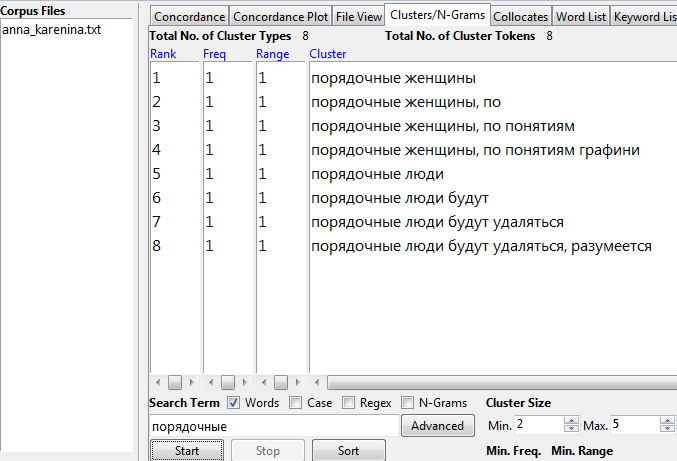 Corpus Files
anna_karenina.txt
Concordance Concordance Plot File View Clusters/N-Grams Collocates Word List Keyword List
Total No. of Cluster Types 8 Total No. of Cluster Tokens 8
Rank Freq Range Cluster
1 1 1 порядочные женщины
2 1 1 порядочные женщины, по
3 1 1 порядочные женщины, по понятиям
4 1 1 порядочные женщины, по понятиям графини
5 1 1 порядочные люди
6 1 1 порядочные люди будут
7 1 1 порядочные люди будут удаляться
8 1 1 порядочные люди будут удаляться, разумеется
Search Term Words Case Regex N-Grams Cluster Size
порядочные Advanced Min. 2 Max. 5
Start Stop Sort Min. Freq. Min. Range